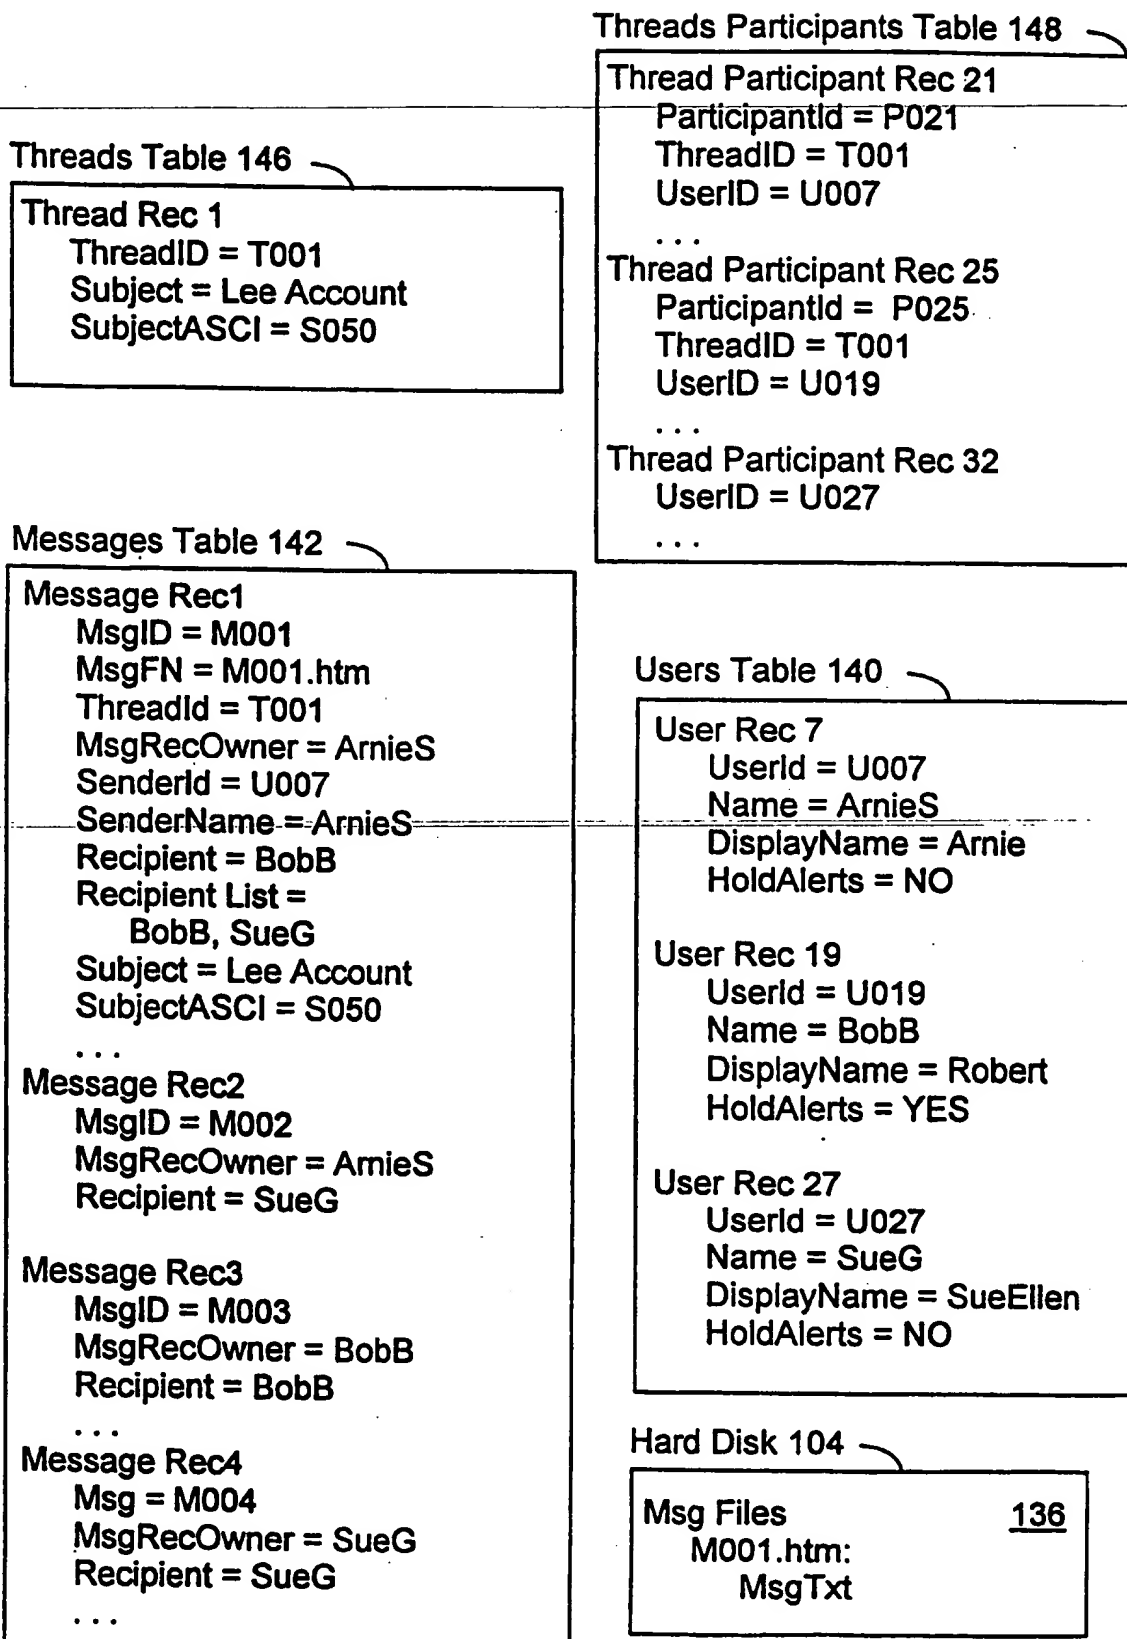 Threads Participants Table 148
Thread Participant Rec 21
ParticipantId = P021
ThreadID = T001
UserID = U007
. . .
Thread Participant Rec 25
ParticipantId = P025
ThreadID = T001
UserID = U019
. . .
Thread Participant Rec 32
UserID = U027
. . .
Threads Table 146
Thread Rec 1
ThreadID = T001
Subject = Lee Account
SubjectASCI = S050
Messages Table 142
Message Rec1
MsgID = M001
MsgFN = M001.htm
ThreadId = T001
MsgRecOwner = ArnieS
SenderId = U007
SenderName = ArnieS
Recipient = BobB
Recipient List =
BobB, SueG
Subject = Lee Account
SubjectASCI = S050
. . .
Message Rec2
MsgID = M002
MsgRecOwner = ArnieS
Recipient = SueG
Message Rec3
MsgID = M003
MsgRecOwner = BobB
Recipient = BobB
. . .
Message Rec4
Msg = M004
MsgRecOwner = SueG
Recipient = SueG
. . .
Users Table 140
User Rec 7
UserId = U007
Name = ArnieS
DisplayName = Arnie
HoldAlerts = NO
User Rec 19
UserId = U019
Name = BobB
DisplayName = Robert
HoldAlerts = YES
User Rec 27
UserId = U027
Name = SueG
DisplayName = SueEllen
HoldAlerts = NO
Hard Disk 104
Msg Files 136
M001.htm:
MsgTxt